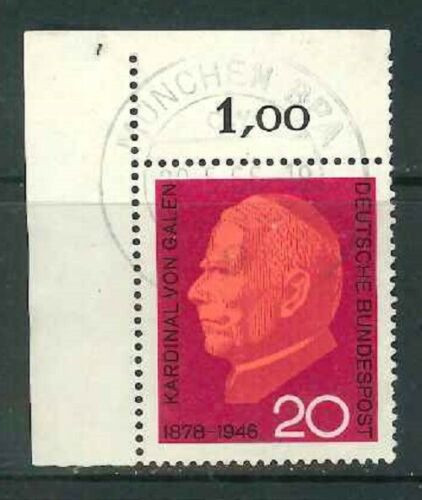 MÜNCHEN
1,00
KARDINAL VON GALEN
DEUTSCHE BUNDESPOST
1878-1946
20